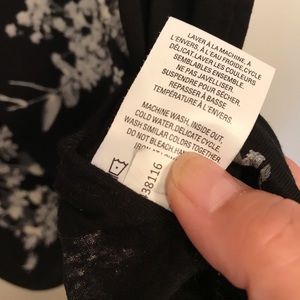 LAVER À LA MACHINE, À
L'ENVERS, À L'EAU FROIDE, CYCLE
DÉLICAT. LAVER LES COULEURS
SEMBLABLES ENSEMBLES.
NE PAS JAVELLISER.
SUSPENDRE POUR SÉCHER.
REPASSER À BASSE
TEMPÉRATURE À L'ENVERS.
MACHINE WASH, INSIDE OUT,
COLD WATER, DELICATE CYCLE.
WASH SIMILAR COLORS TOGETHER.
DO NOT BLEACH
IRON
38116